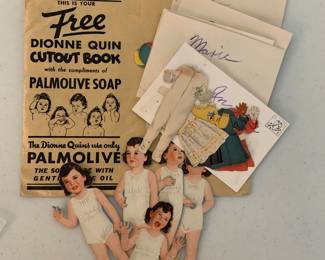 THIS IS YOUR
Free
DIONNE QUIN
CUTOUT BOOK
with the compliments of
PALMOLIVE SOAP
The Dionne Quins use only
PALMOLIVE
THE SO
E WITH
GENTLE
E OIL
Marie